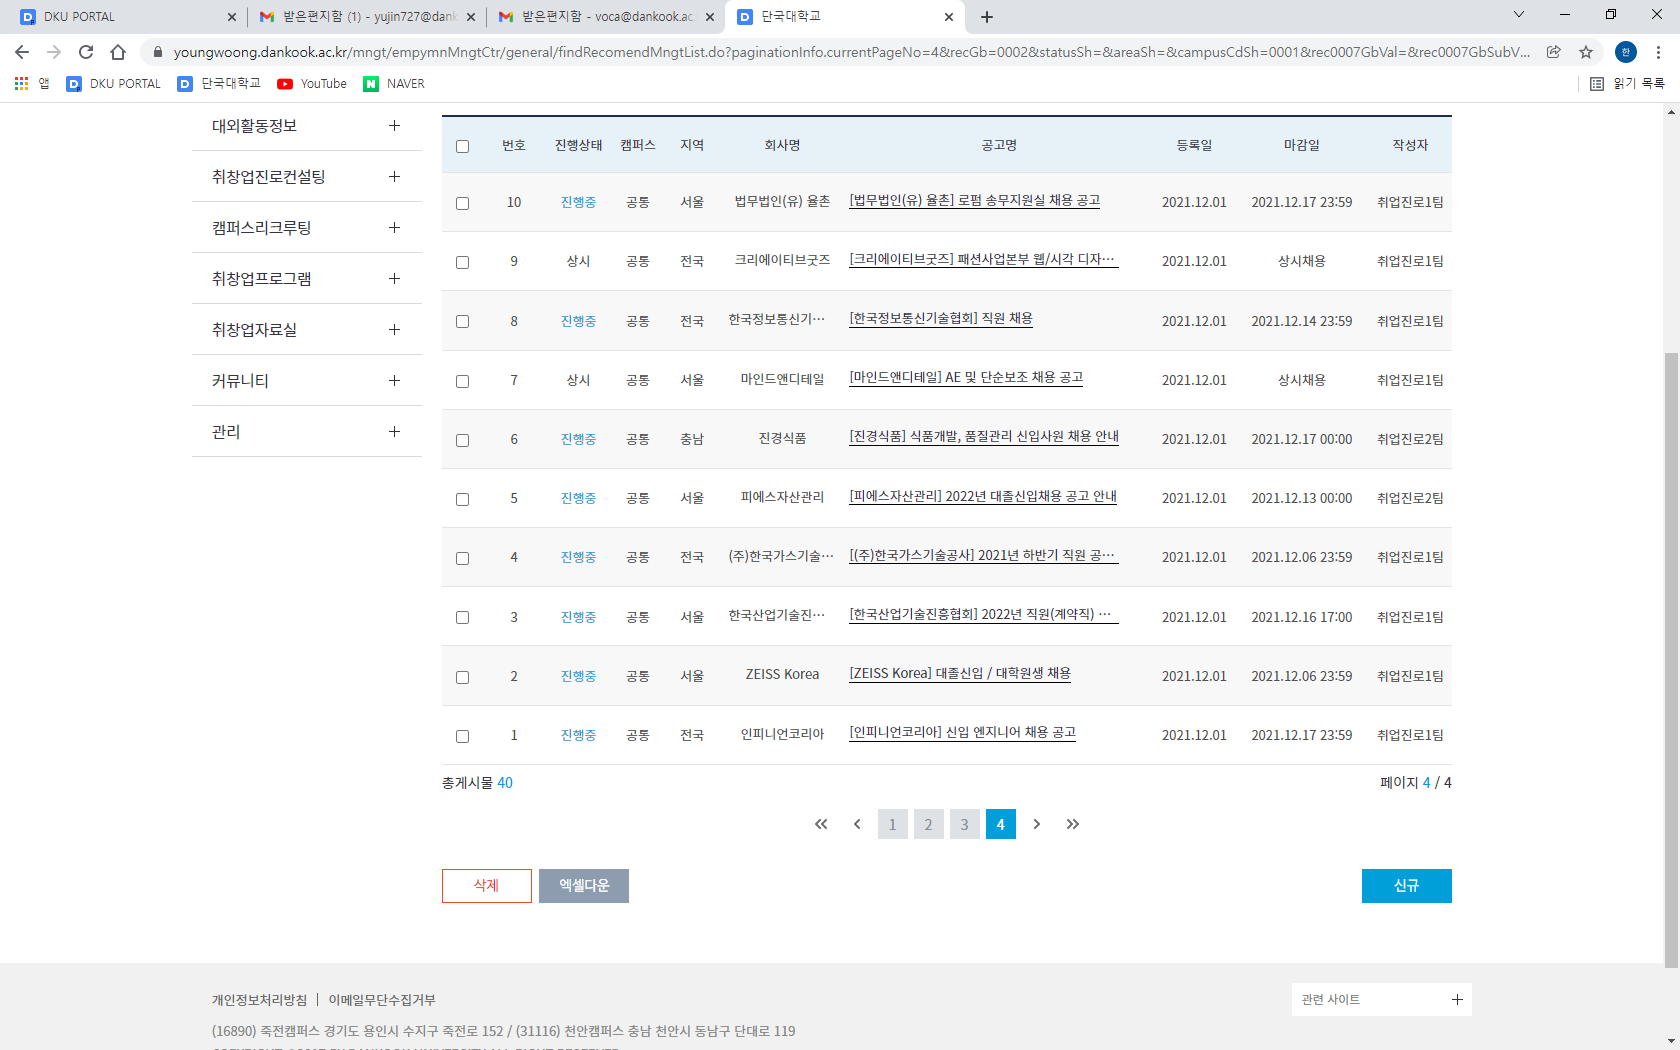 DKU PORTAL
받은편지함 (1) - yujin727@dank
받은편지함 - voca@dankook.ac.
단국대학교
youngwoong.dankook.ac.kr/mngt/empymnMngtCtr/general/findRecomendMngtList.do?paginationInfo.currentPageNo=4&recGb=0002&statusSh=&areaSh=&campusCdSh=0001&rec0007GbVal=&rec0007GbSubV...
한
앱 DKU PORTAL 단국대학교 YouTube NAVER 읽기 목록
대외활동정보
취창업진로컨설팅
캠퍼스리크루팅
취창업프로그램
취창업자료실
커뮤니티
관리
번호 진행상태 캠퍼스 지역 회사명 공고명 등록일 마감일 작성자
10 진행중 공통 서울 법무법인(유) 율촌 [법무법인(유) 율촌] 로펌 송무지원실 채용 공고 2021.12.01 2021.12.17 23:59 취업진로1팀
9 상시 공통 전국 크리에이티브굿즈 [크리에이티브굿즈] 패션사업본부 웹/시각 디자… 2021.12.01 상시채용 취업진로1팀
8 진행중 공통 전국 한국정보통신기… [한국정보통신기술협회] 직원 채용 2021.12.01 2021.12.14 23:59 취업진로1팀
7 상시 공통 서울 마인드앤디테일 [마인드앤디테일] AE 및 단순보조 채용 공고 2021.12.01 상시채용 취업진로1팀
6 진행중 공통 충남 진경식품 [진경식품] 식품개발, 품질관리 신입사원 채용 안내 2021.12.01 2021.12.17 00:00 취업진로2팀
5 진행중 공통 서울 피에스자산관리 [피에스자산관리] 2022년 대졸신입채용 공고 안내 2021.12.01 2021.12.13 00:00 취업진로2팀
4 진행중 공통 전국 (주)한국가스기술… [(주)한국가스기술공사] 2021년 하반기 직원 공… 2021.12.01 2021.12.06 23:59 취업진로1팀
3 진행중 공통 서울 한국산업기술진… [한국산업기술진흥협회] 2022년 직원(계약직) … 2021.12.01 2021.12.16 17:00 취업진로1팀
2 진행중 공통 서울 ZEISS Korea [ZEISS Korea] 대졸신입 / 대학원생 채용 2021.12.01 2021.12.06 23:59 취업진로1팀
1 진행중 공통 전국 인피니언코리아 [인피니언코리아] 신입 엔지니어 채용 공고 2021.12.01 2021.12.17 23:59 취업진로1팀
총게시물 40 페이지 4 / 4
1 2 3 4
삭제 엑셀다운 신규
개인정보처리방침 | 이메일무단수집거부
관련 사이트
(16890) 죽전캠퍼스 경기도 용인시 수지구 죽전로 152 / (31116) 천안캠퍼스 충남 천안시 동남구 단대로 119